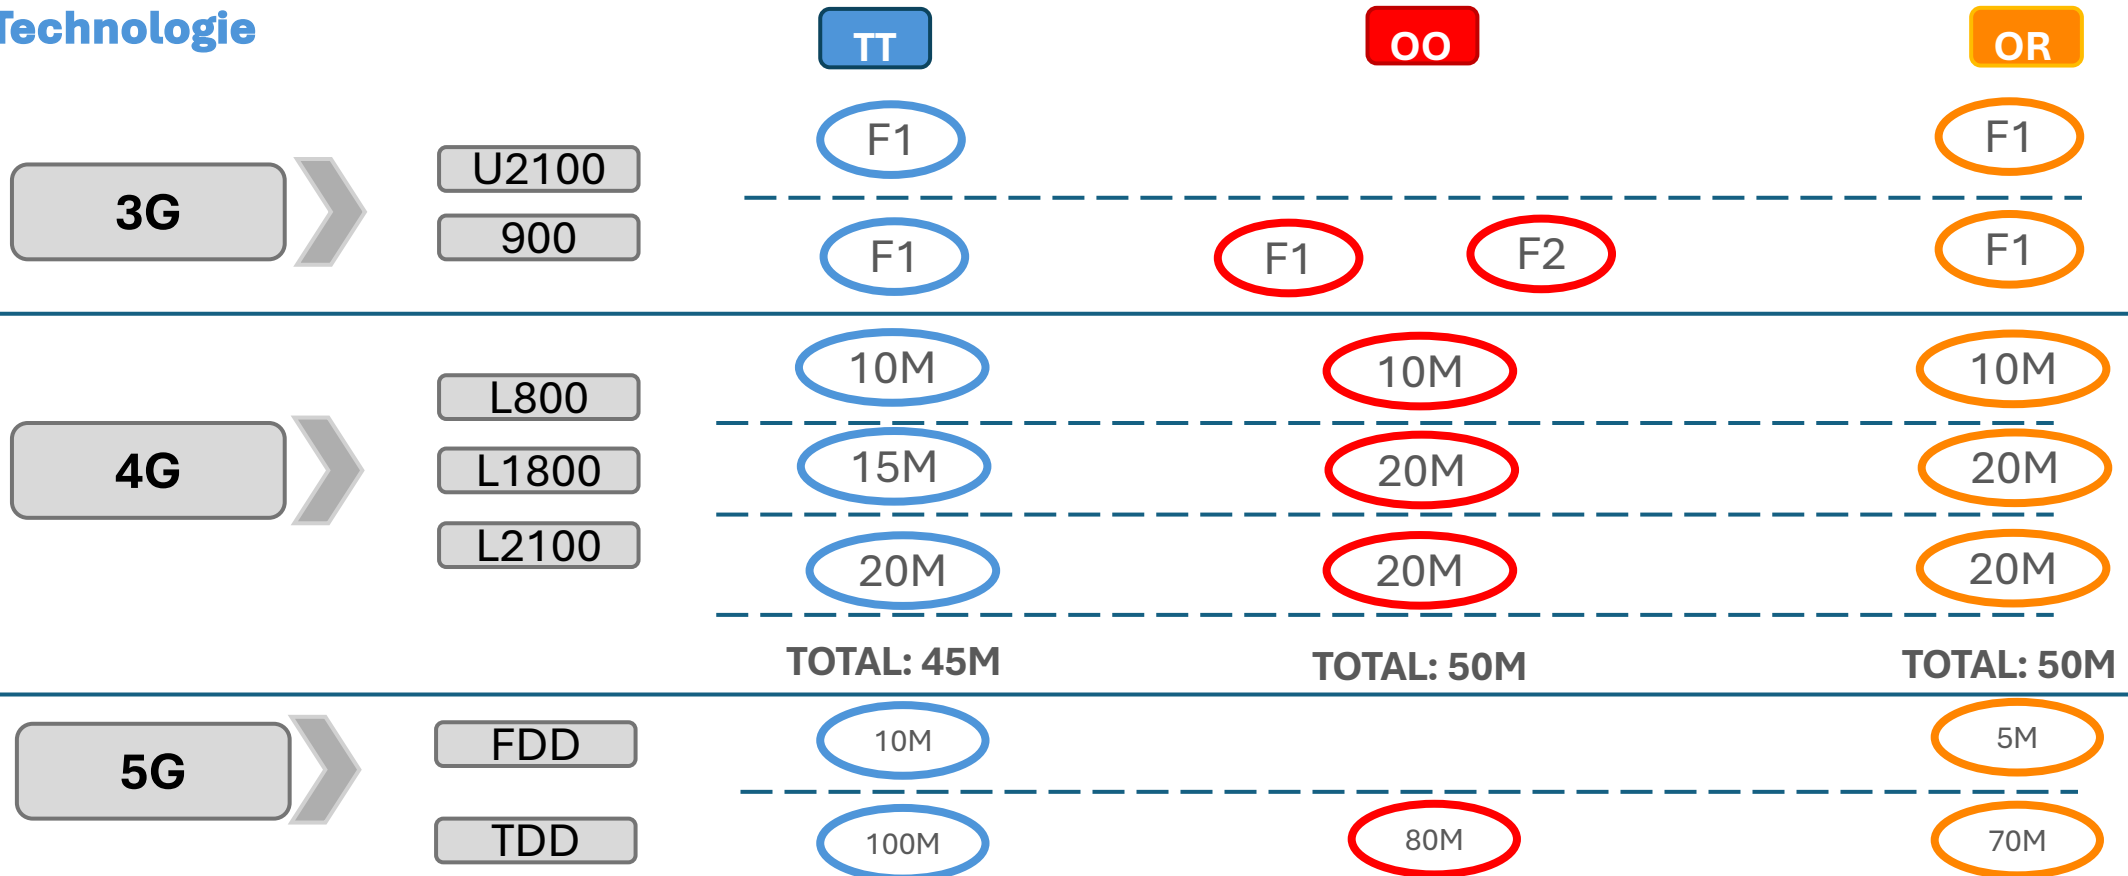 Technologie
TT OO OR
F1 F1
U2100
3G
900
F1 F1 F2 F1
10M 10M 10M
L800
15M 20M 20M
4G L1800
L2100
20M 20M 20M
TOTAL: 45M TOTAL: 50M TOTAL: 50M
FDD 10M 5M
5G
TDD 100M 80M 70M